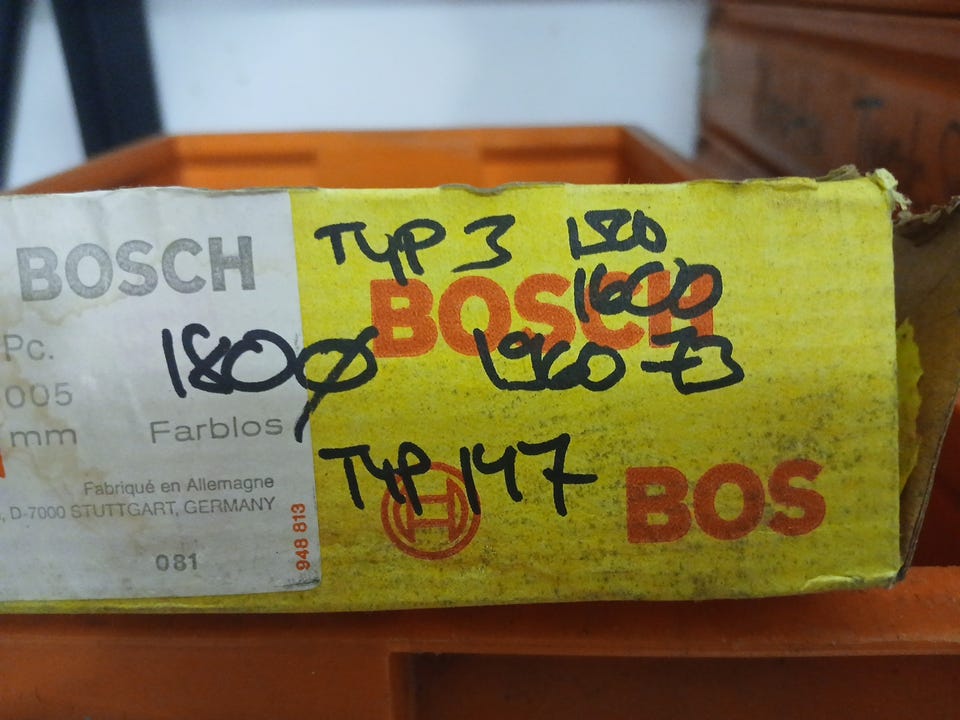 BOSCH
Pc.
005
mm Farblos
Fabriqué en Allemagne
, D-7000 STUTTGART, GERMANY
081
948 813
180Ø
TYP 3
1600
BOSCH
1960-73
TYP 147
BOS